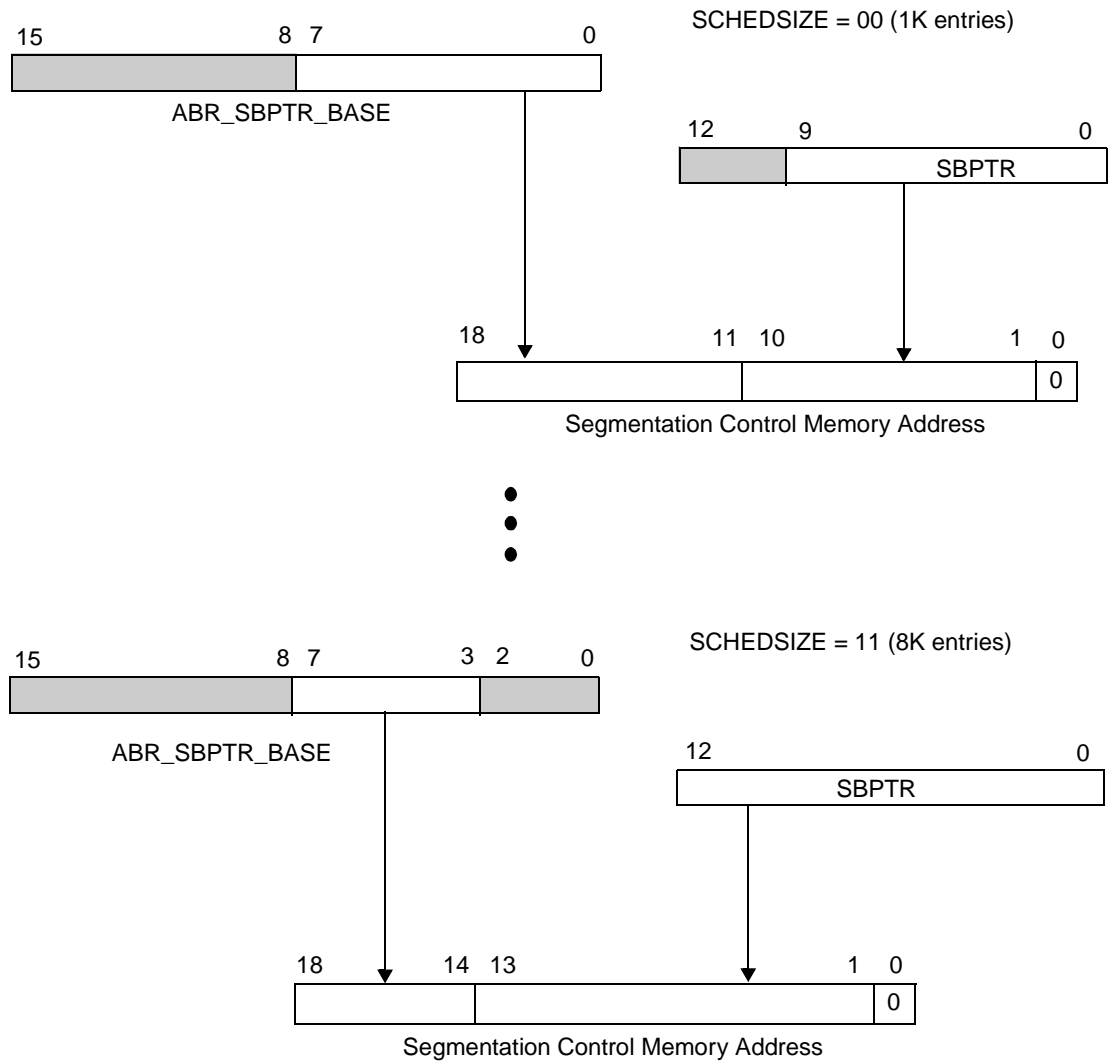 SCHEDSIZE = 00 (1K entries)
15 8 7 0
ABR_SBPTR_BASE
12 9 0
SBPTR
18 11 10 1 0
0
Segmentation Control Memory Address
SCHEDSIZE = 11 (8K entries)
15 8 7 3 2 0
ABR_SBPTR_BASE
12 0
SBPTR
18 14 13 1 0
0
Segmentation Control Memory Address